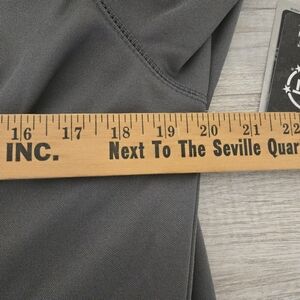 16 17 18 19 20 21 22
INC. Next To The Seville Quar